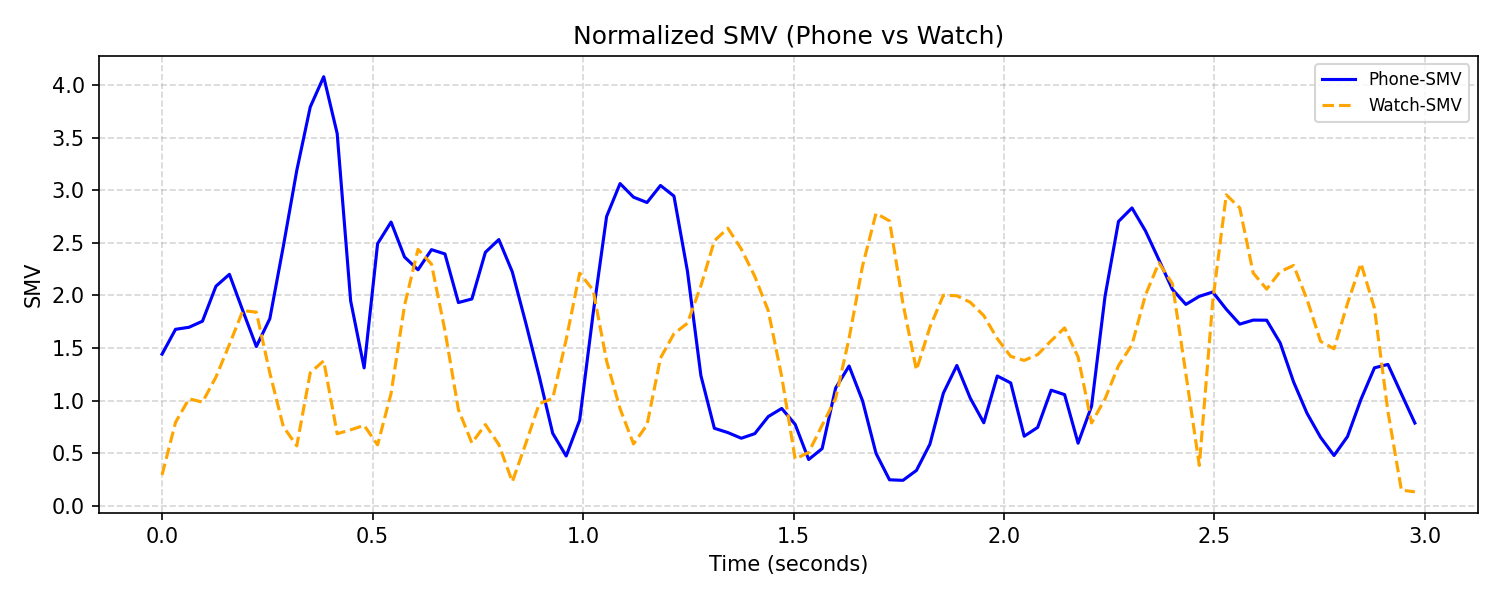 Normalized SMV (Phone vs Watch)
Phone-SMV
Watch-SMV
4.0
3.5
3.0
2.5
2.0
1.5
1.0
0.5
0.0
SMV
0.0 0.5 1.0 1.5 2.0 2.5 3.0
Time (seconds)